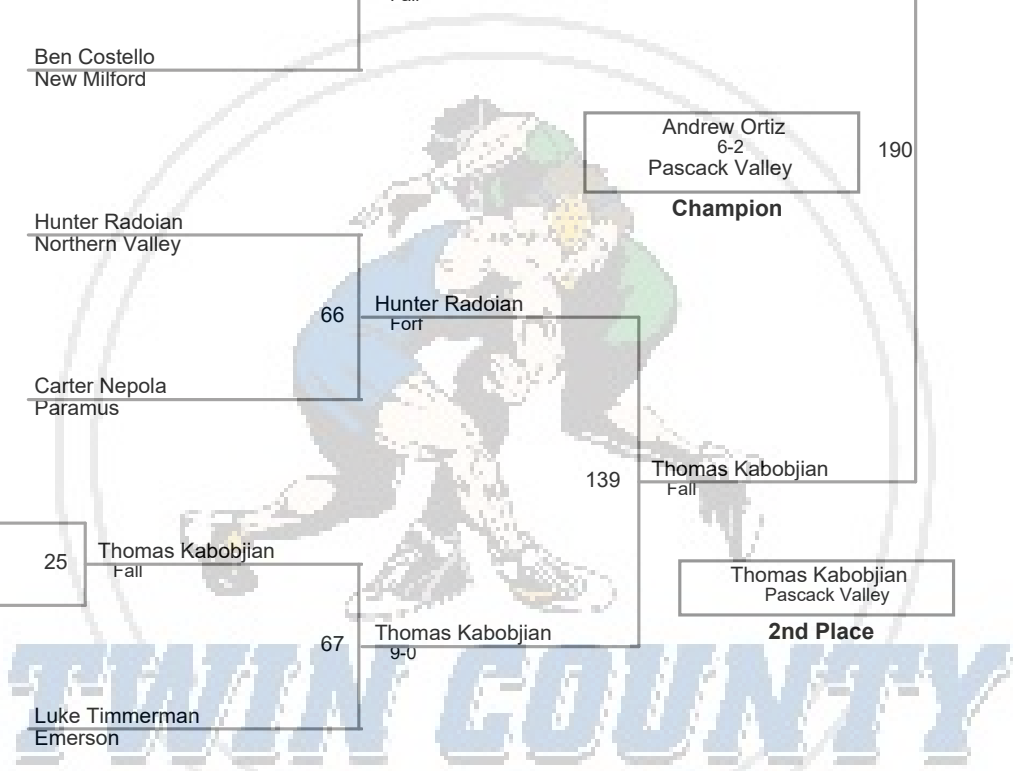 Fall
Ben Costello
New Milford
Andrew Ortiz
6-2
Pascack Valley
190
Champion
Hunter Radoian
Northern Valley
66
Hunter Radoian
Forf
Carter Nepola
Paramus
139
Thomas Kabobjian
Fall
25
Thomas Kabobjian
Fall
Thomas Kabobjian
Pascack Valley
2nd Place
67
Thomas Kabobjian
9-0
Luke Timmerman
Emerson
TWIN COUNTY